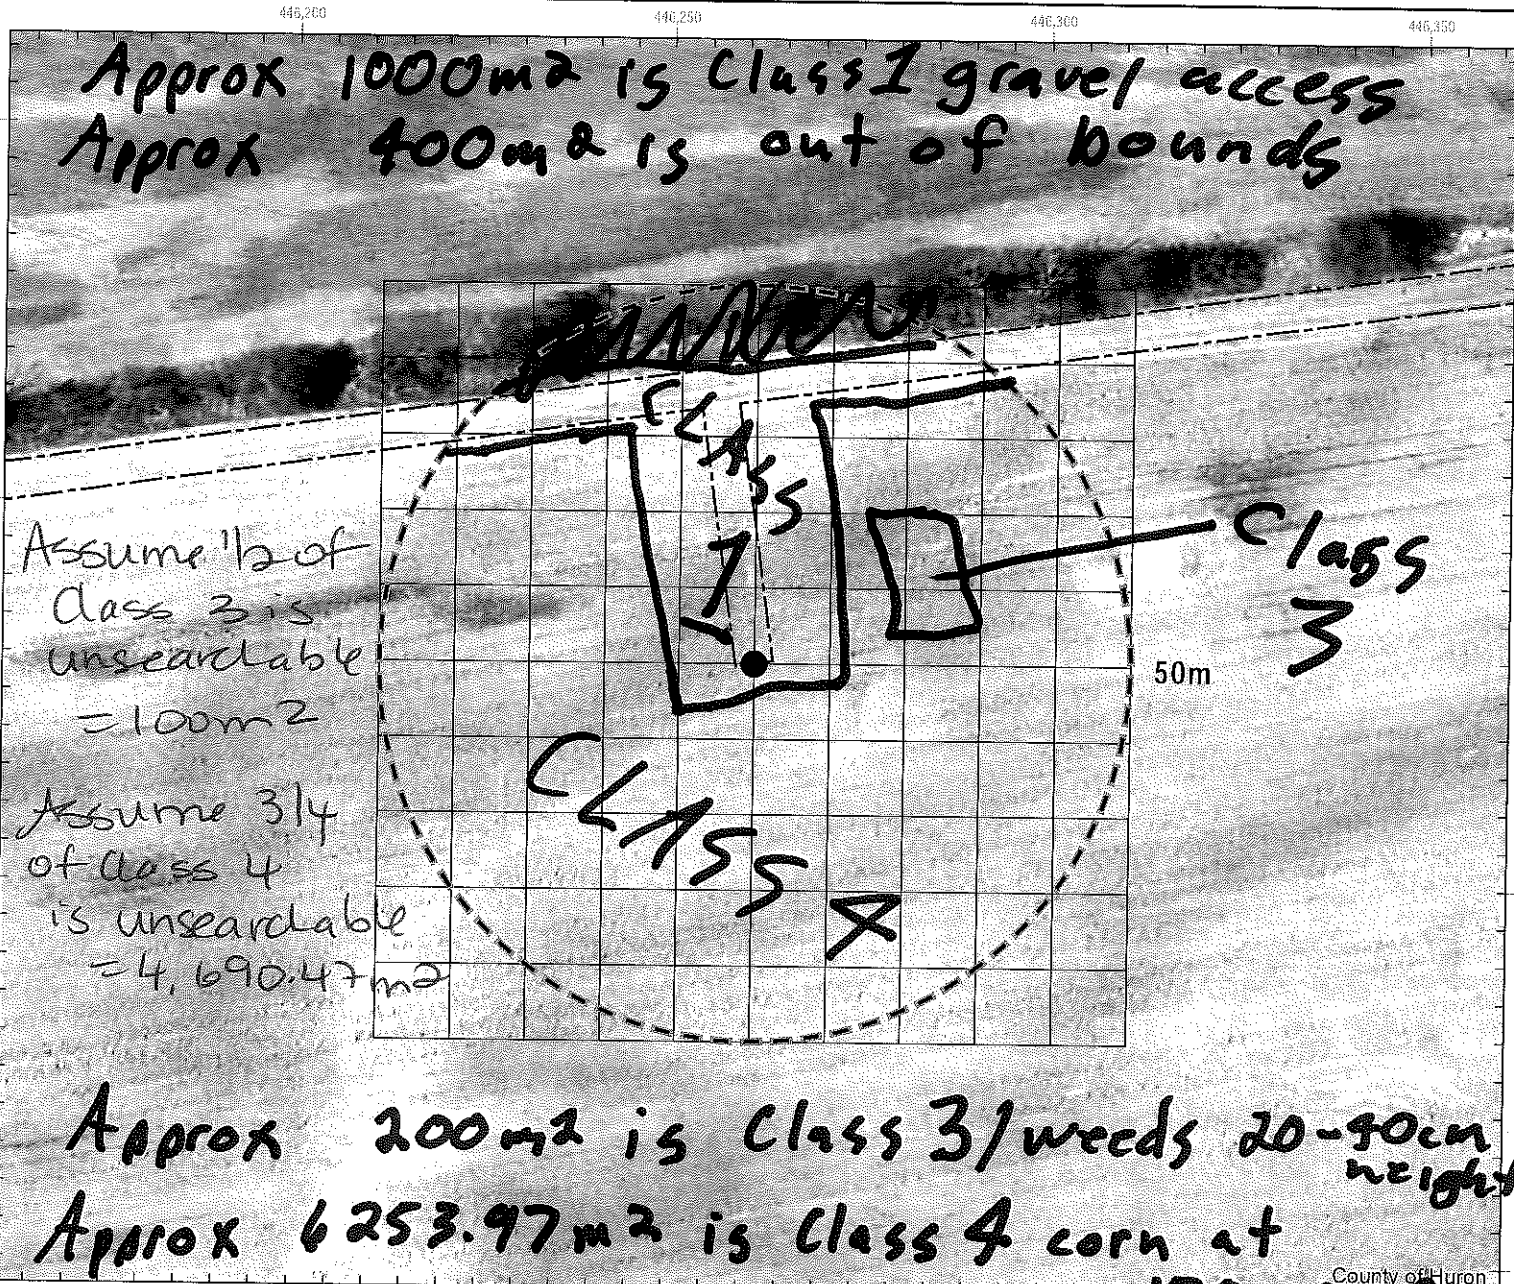 446,200 446,250 446,300 446,350
Approx 1000m2 is Class 1 gravel access
Approx 400m2 is out of bounds
CLASS
1
Class
3
Assume 1/2 of
Class 3 is
unsearchable
=100m2
50m
CLASS 4
Assume 3/4
of Class 4
is unsearchable
=4,690.47m2
Approx 200m2 is Class 3/weeds 20-40cm
height
Approx 6253.97m2 is Class 4 corn at
County of Huron